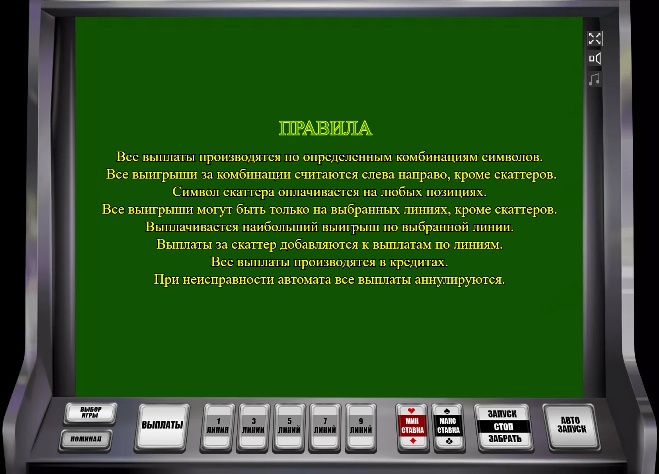 ПРАВИЛА
Все выплаты производятся по определенным комбинациям символов.
Все выигрыши за комбинации считаются слева направо, кроме скаттеров.
Символ скаттера оплачивается на любых позициях.
Все выигрыши могут быть только на выбранных линиях, кроме скаттеров.
Выплачивается наибольший выигрыш по выбранной линии.
Выплаты за скаттер добавляются к выплатам по линиям.
Все выплаты производятся в кредитах.
При неисправности автомата все выплаты аннулируются.
ВЫБОР
ИГРЫ
НОМИНАЛ
ВЫПЛАТЫ
1
ЛИНИЯ
3
ЛИНИИ
5
ЛИНИЙ
7
ЛИНИЙ
9
ЛИНИЙ
МИН
СТАВКА
МАКС
СТАВКА
ЗАПУСК
СТОП
ЗАБРАТЬ
АВТО
ЗАПУСК